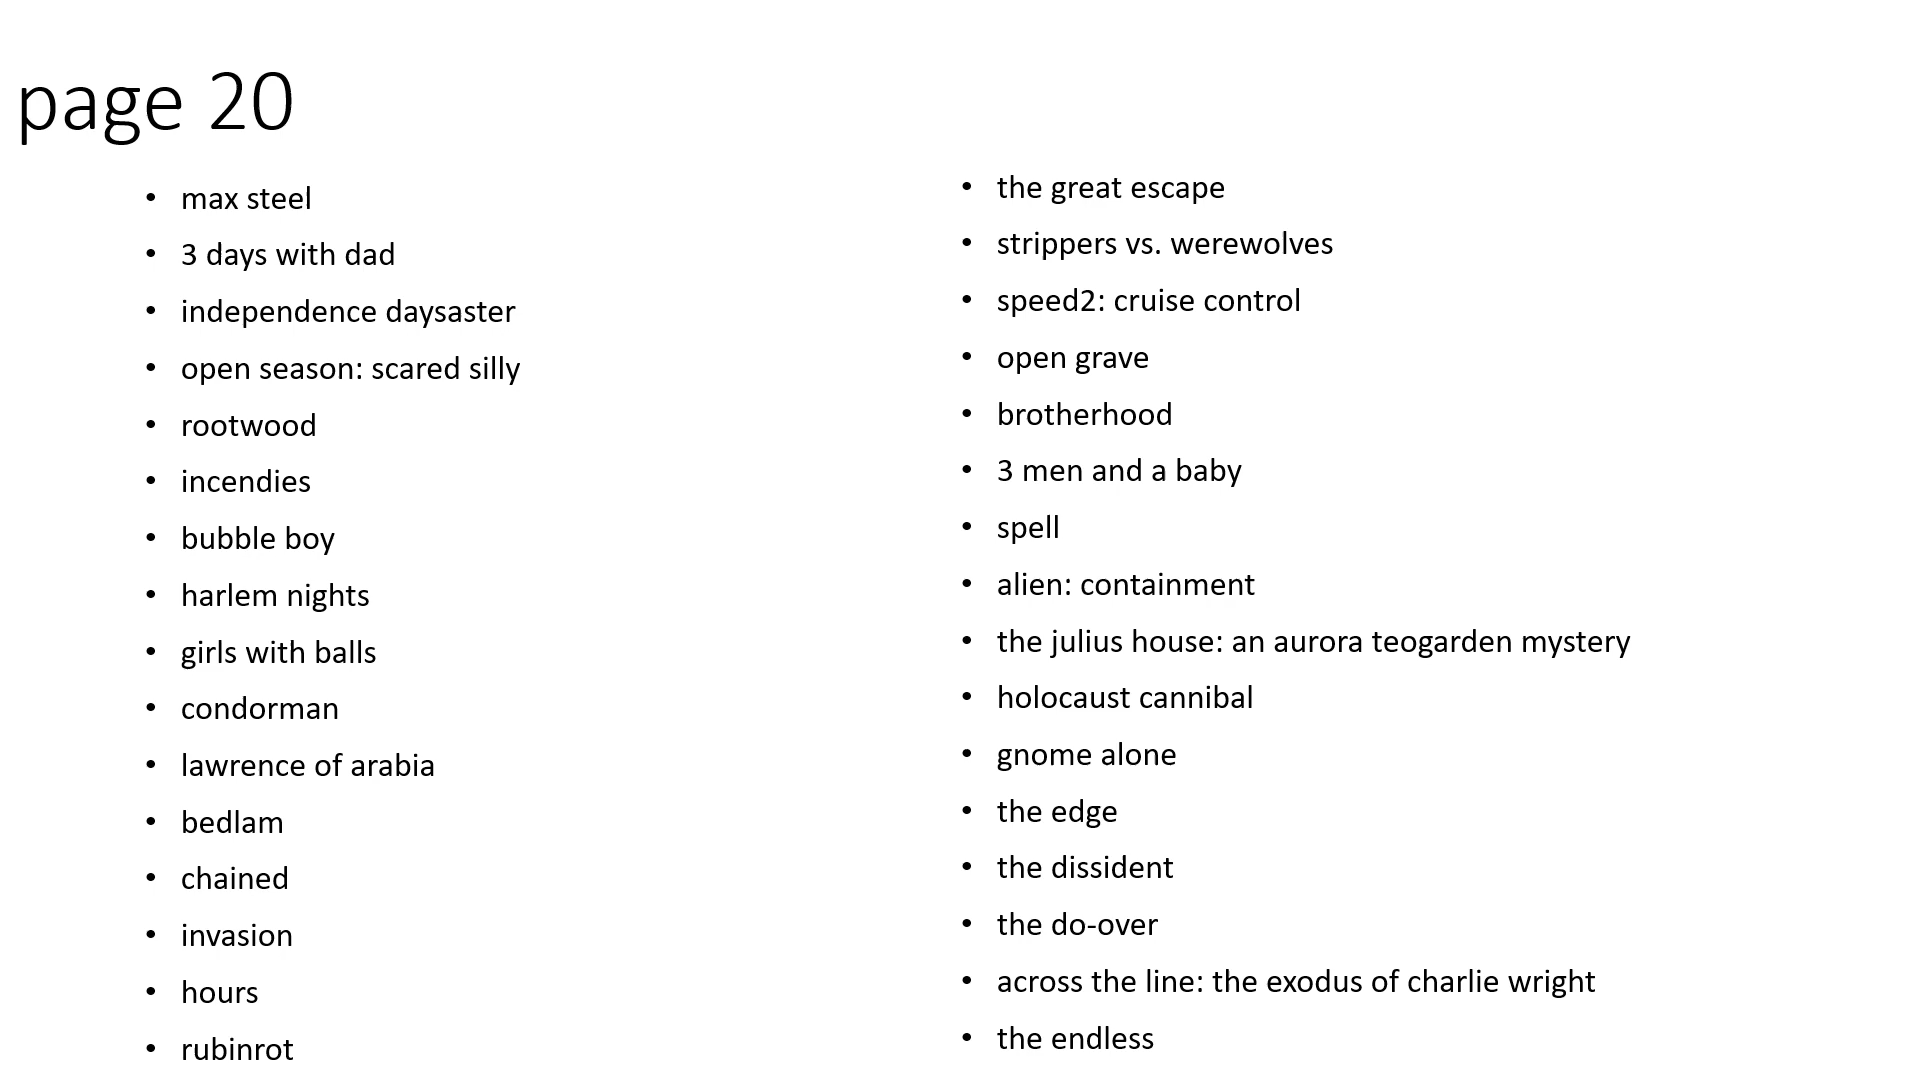 page 20
• max steel
• 3 days with dad
• independence daysaster
• open season: scared silly
• rootwood
• incendies
• bubble boy
• harlem nights
• girls with balls
• condorman
• lawrence of arabia
• bedlam
• chained
• invasion
• hours
• rubinrot
• the great escape
• strippers vs. werewolves
• speed2: cruise control
• open grave
• brotherhood
• 3 men and a baby
• spell
• alien: containment
• the julius house: an aurora teogarden mystery
• holocaust cannibal
• gnome alone
• the edge
• the dissident
• the do-over
• across the line: the exodus of charlie wright
• the endless